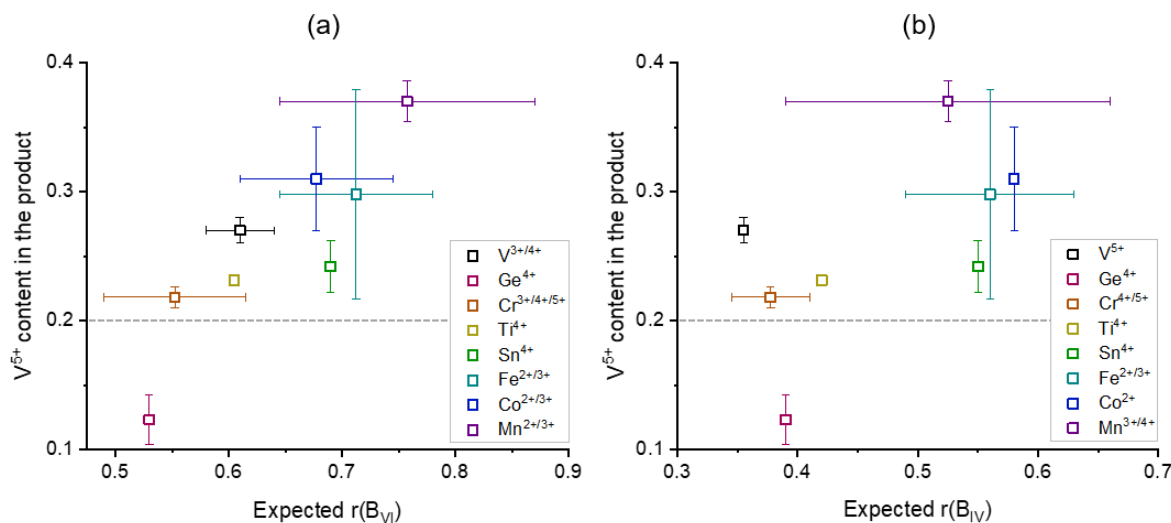 (a)
V5+ content in the product
0.4
0.3
0.2
0.1
0.5 0.6 0.7 0.8 0.9
Expected r(BVI)
V3+/4+
Ge4+
Cr3+/4+/5+
Ti4+
Sn4+
Fe2+/3+
Co2+/3+
Mn2+/3+
(b)
V5+ content in the product
0.4
0.3
0.2
0.1
0.3 0.4 0.5 0.6 0.7
Expected r(BIV)
V5+
Ge4+
Cr4+/5+
Ti4+
Sn4+
Fe2+/3+
Co2+
Mn3+/4+